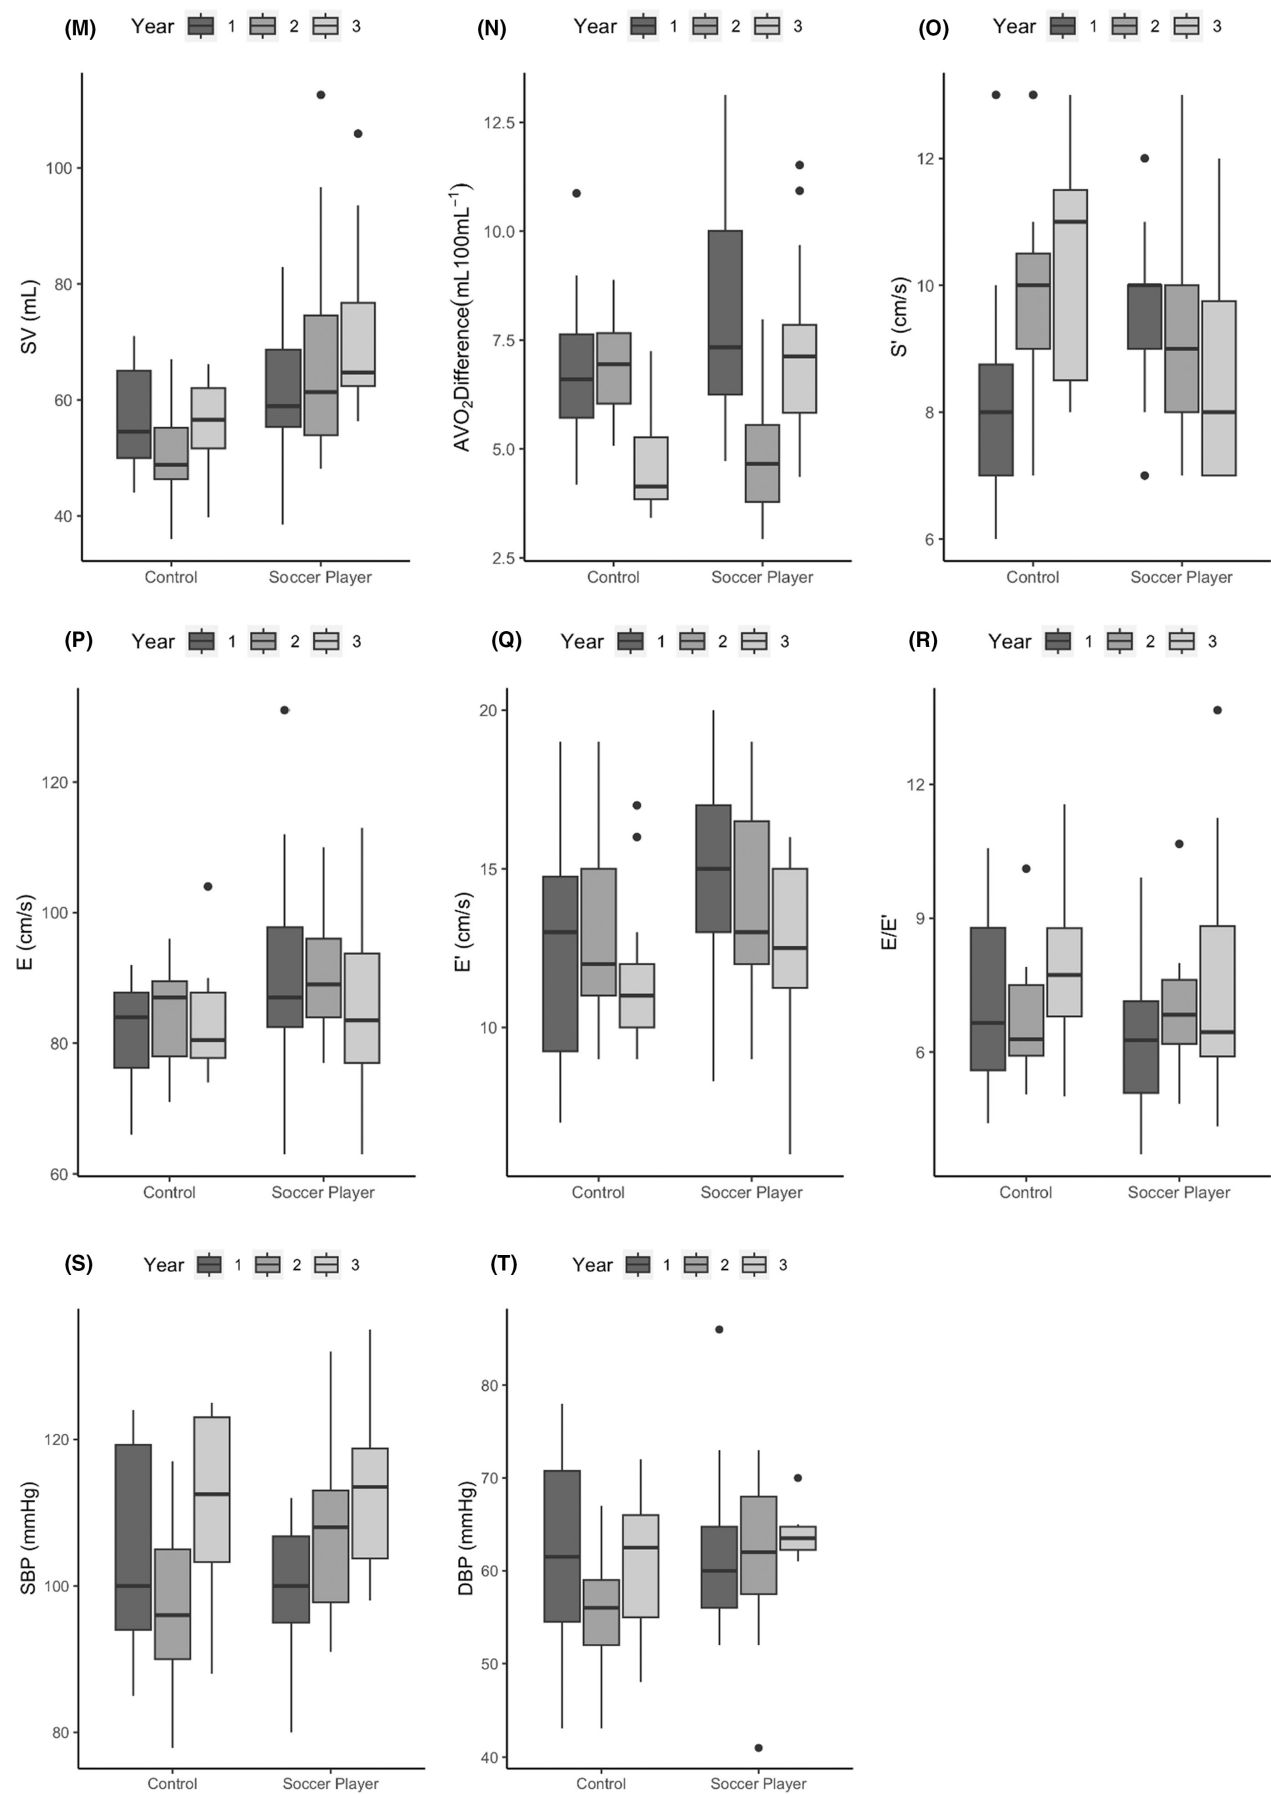 (M) Year 1 2 3
SV (mL)
100
80
60
40
Control Soccer Player
(N) Year 1 2 3
AVO₂Difference(mL100mL⁻¹)
12.5
10.0
7.5
5.0
2.5
Control Soccer Player
(O) Year 1 2 3
S' (cm/s)
12
10
8
6
Control Soccer Player
(P) Year 1 2 3
E (cm/s)
120
100
80
60
Control Soccer Player
(Q) Year 1 2 3
E' (cm/s)
20
15
10
Control Soccer Player
(R) Year 1 2 3
E/E'
12
9
6
Control Soccer Player
(S) Year 1 2 3
SBP (mmHg)
120
100
80
Control Soccer Player
(T) Year 1 2 3
DBP (mmHg)
80
70
60
50
40
Control Soccer Player